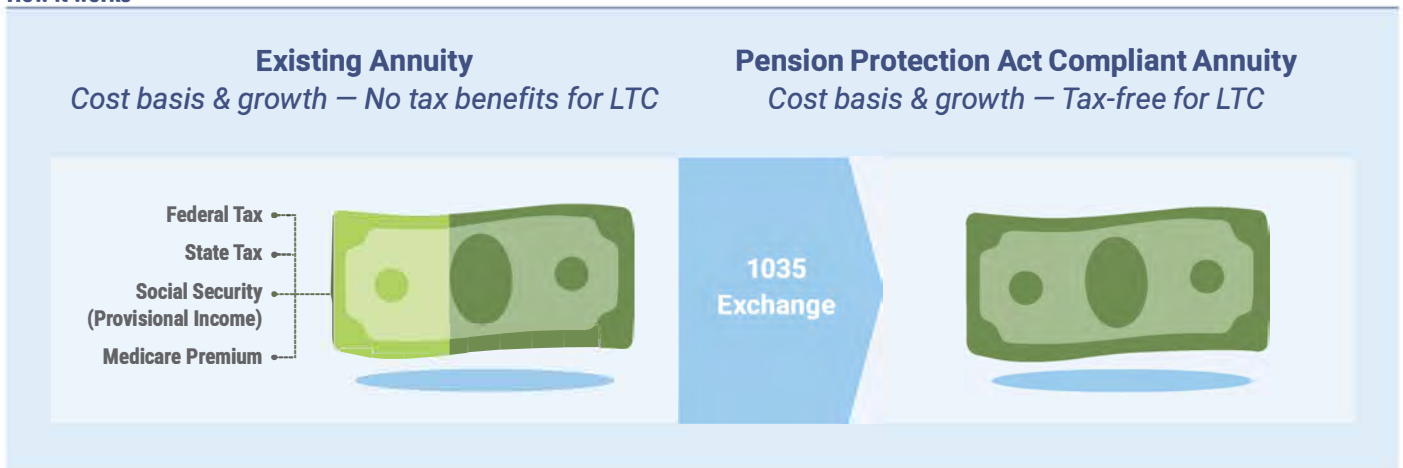 Existing Annuity
Cost basis & growth — No tax benefits for LTC
Pension Protection Act Compliant Annuity
Cost basis & growth — Tax-free for LTC
Federal Tax
State Tax
Social Security
(Provisional Income)
Medicare Premium
1035
Exchange